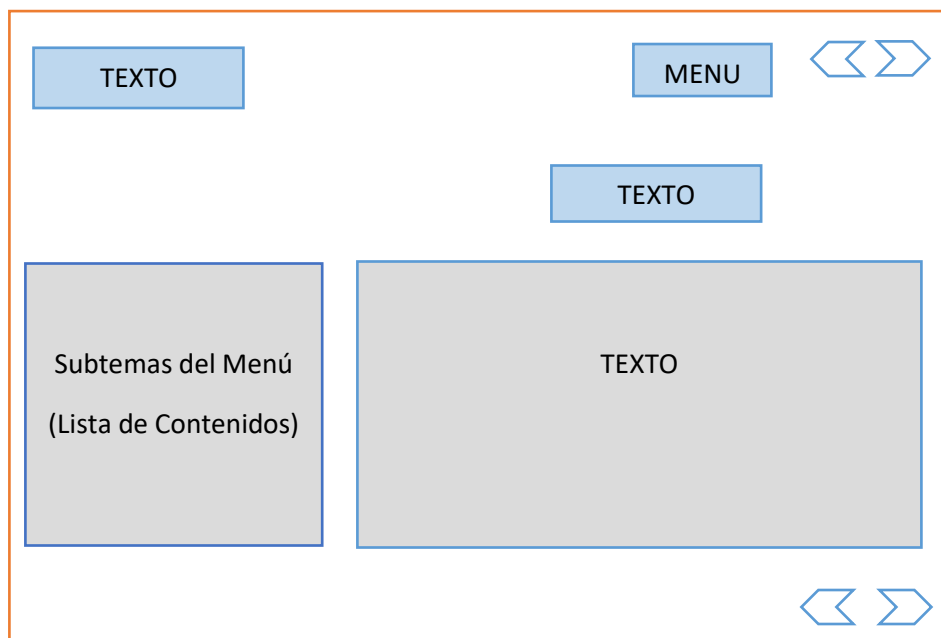 TEXTO
MENU
TEXTO
Subtemas del Menú
(Lista de Contenidos)
TEXTO